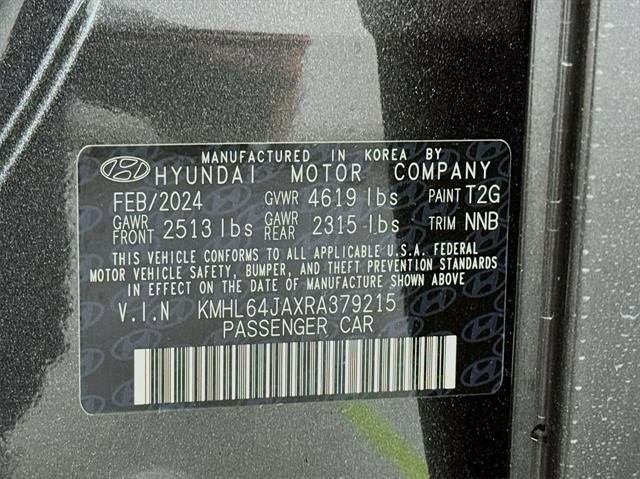 MANUFACTURED IN KOREA BY
HYUNDAI MOTOR COMPANY
FEB/2024 GVWR 4619 lbs PAINT T2G
GAWR FRONT 2513 lbs GAWR REAR 2315 lbs TRIM NNB
THIS VEHICLE CONFORMS TO ALL APPLICABLE U.S.A. FEDERAL
MOTOR VEHICLE SAFETY, BUMPER, AND THEFT PREVENTION STANDARDS
IN EFFECT ON THE DATE OF MANUFACTURE SHOWN ABOVE
V.I.N KMHL64JAXRA379215
PASSENGER CAR